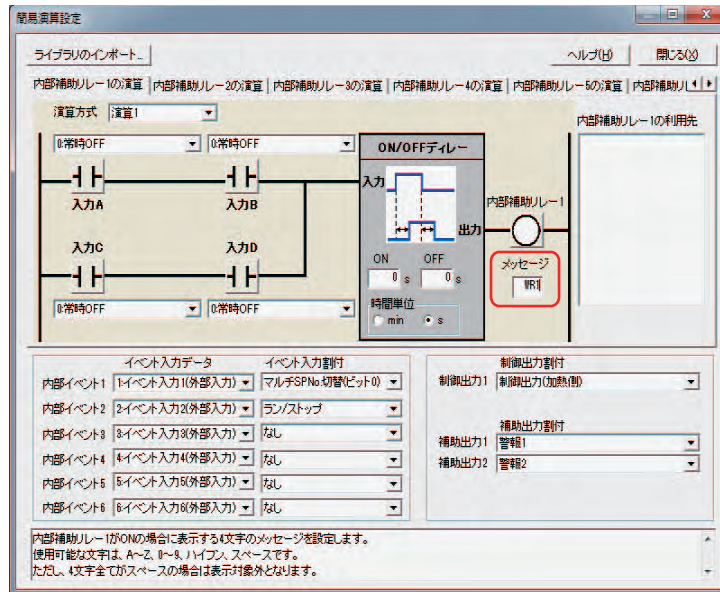 簡易演算設定
ライブラリのインポート...
ヘルプ(H)
閉じる(X)
内部補助リレー1の演算 内部補助リレー2の演算 内部補助リレー3の演算 内部補助リレー4の演算 内部補助リレー5の演算 内部補助リ
演算方式 演算1
内部補助リレー1の利用先
0:常時OFF 0:常時OFF
ON/OFFディレー
入力A 入力B
入力
出力
内部補助リレー1
入力C 入力D
ON OFF
0 s 0 s
メッセージ
WR1
0:常時OFF 0:常時OFF
時間単位
min s
イベント入力データ イベント入力割付
内部イベント1 1:イベント入力1(外部入力) マルチSPNo.切替(ビット0)
内部イベント2 2:イベント入力2(外部入力) ラン/ストップ
内部イベント3 3:イベント入力3(外部入力) なし
内部イベント4 4:イベント入力4(外部入力) なし
内部イベント5 5:イベント入力5(外部入力) なし
内部イベント6 6:イベント入力6(外部入力) なし
制御出力割付
制御出力1 制御出力(加熱側)
補助出力割付
補助出力1 警報1
補助出力2 警報2
内部補助リレー1がONの場合に表示する4文字のメッセージを設定します。
使用可能な文字は、A～Z、0～9、ハイフン、スペースです。
ただし、4文字全てがスペースの場合は表示対象外となります。